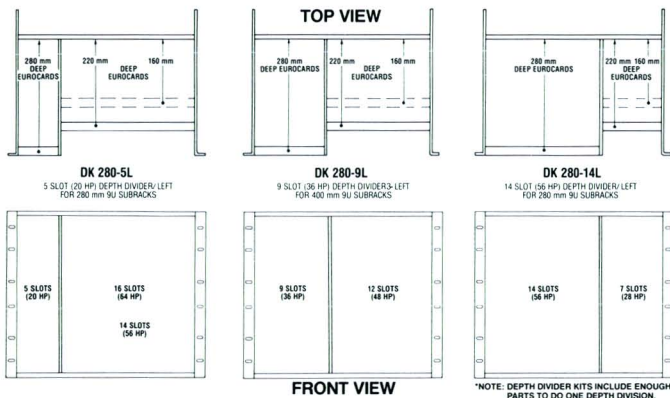 TOP VIEW
280 mm
DEEP
EUROCARDS
220 mm
DEEP
EUROCARDS
160 mm
280 mm
DEEP EUROCARDS
220 mm
DEEP
EUROCARDS
160 mm
280 mm
DEEP EUROCARDS
220 mm
160 mm
DEEP
EUROCARDS
DK 280-5L
5 SLOT (20 HP) DEPTH DIVIDER/ LEFT
FOR 280 mm 9U SUBRACKS
DK 280-9L
9 SLOT (36 HP) DEPTH DIVIDER3- LEFT
FOR 400 mm 9U SUBRACKS
DK 280-14L
14 SLOT (56 HP) DEPTH DIVIDER/ LEFT
FOR 280 mm 9U SUBRACKS
5 SLOTS
(20 HP)
16 SLOTS
(64 HP)
14 SLOTS
(56 HP)
9 SLOTS
(36 HP)
12 SLOTS
(48 HP)
14 SLOTS
(56 HP)
7 SLOTS
(28 HP)
FRONT VIEW
*NOTE: DEPTH DIVIDER KITS INCLUDE ENOUGH
PARTS TO DO ONE DEPTH DIVISION.